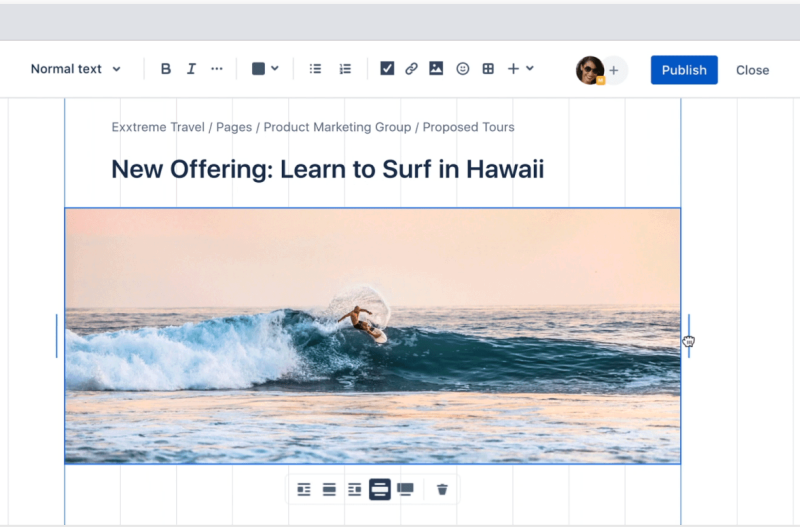 Normal text B I Publish Close
Exxtreme Travel / Pages / Product Marketing Group / Proposed Tours
New Offering: Learn to Surf in Hawaii